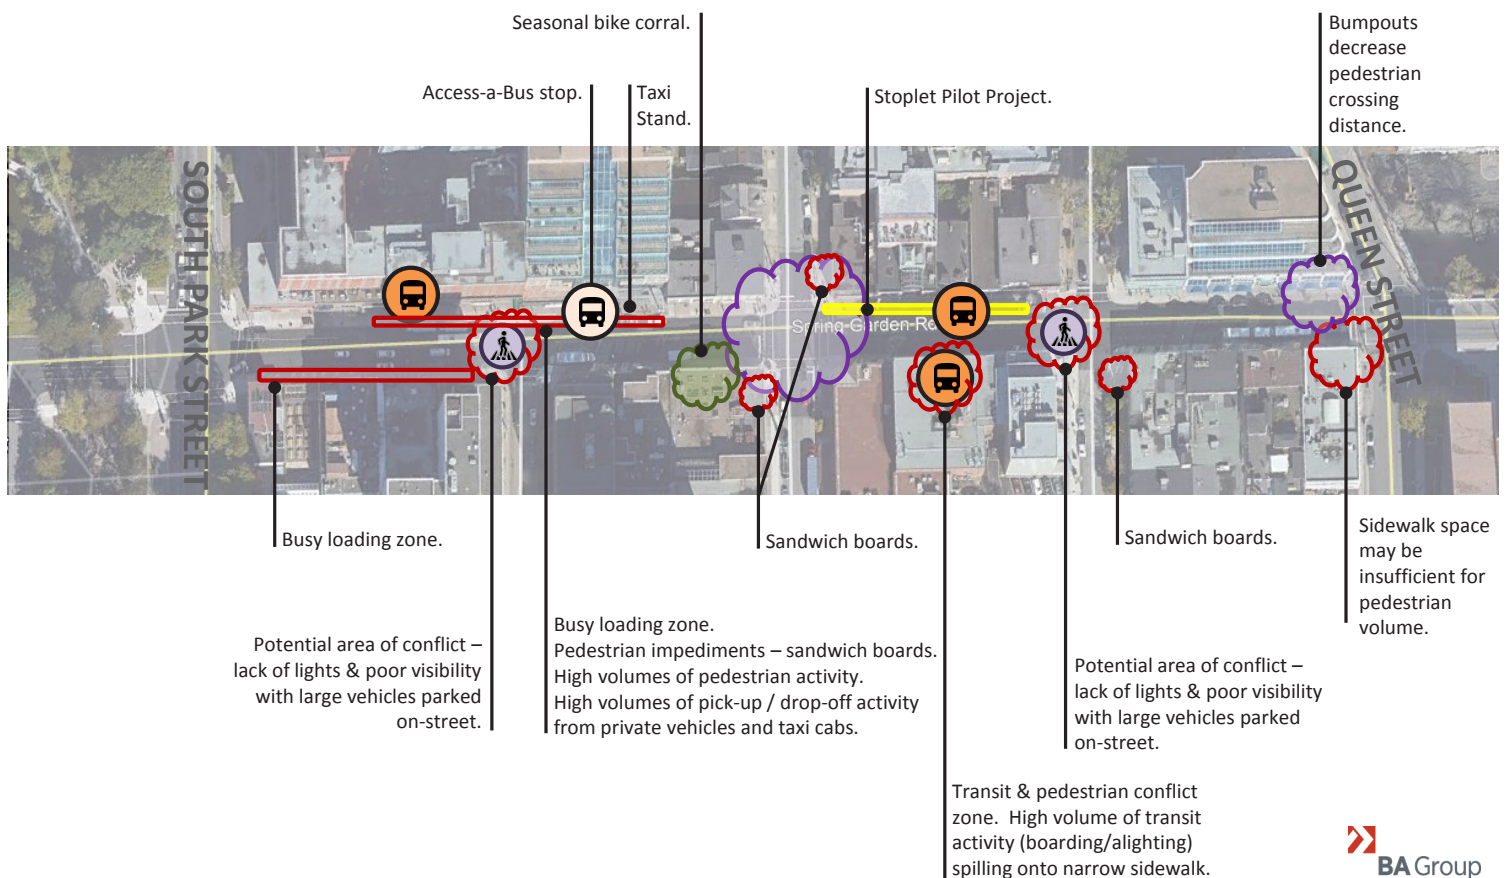 Seasonal bike corral.
Bumpouts
decrease
pedestrian
crossing
distance.
Access-a-Bus stop.
Taxi
Stand.
Stoplet Pilot Project.
SOUTH PARK STREET
QUEEN STREET
Spring Garden
Busy loading zone.
Sandwich boards.
Sandwich boards.
Sidewalk space
may be
insufficient for
pedestrian
volume.
Potential area of conflict –
lack of lights & poor visibility
with large vehicles parked
on-street.
Busy loading zone.
Pedestrian impediments – sandwich boards.
High volumes of pedestrian activity.
High volumes of pick-up / drop-off activity
from private vehicles and taxi cabs.
Potential area of conflict –
lack of lights & poor visibility
with large vehicles parked
on-street.
Transit & pedestrian conflict
zone.  High volume of transit
activity (boarding/alighting)
spilling onto narrow sidewalk.
BA Group